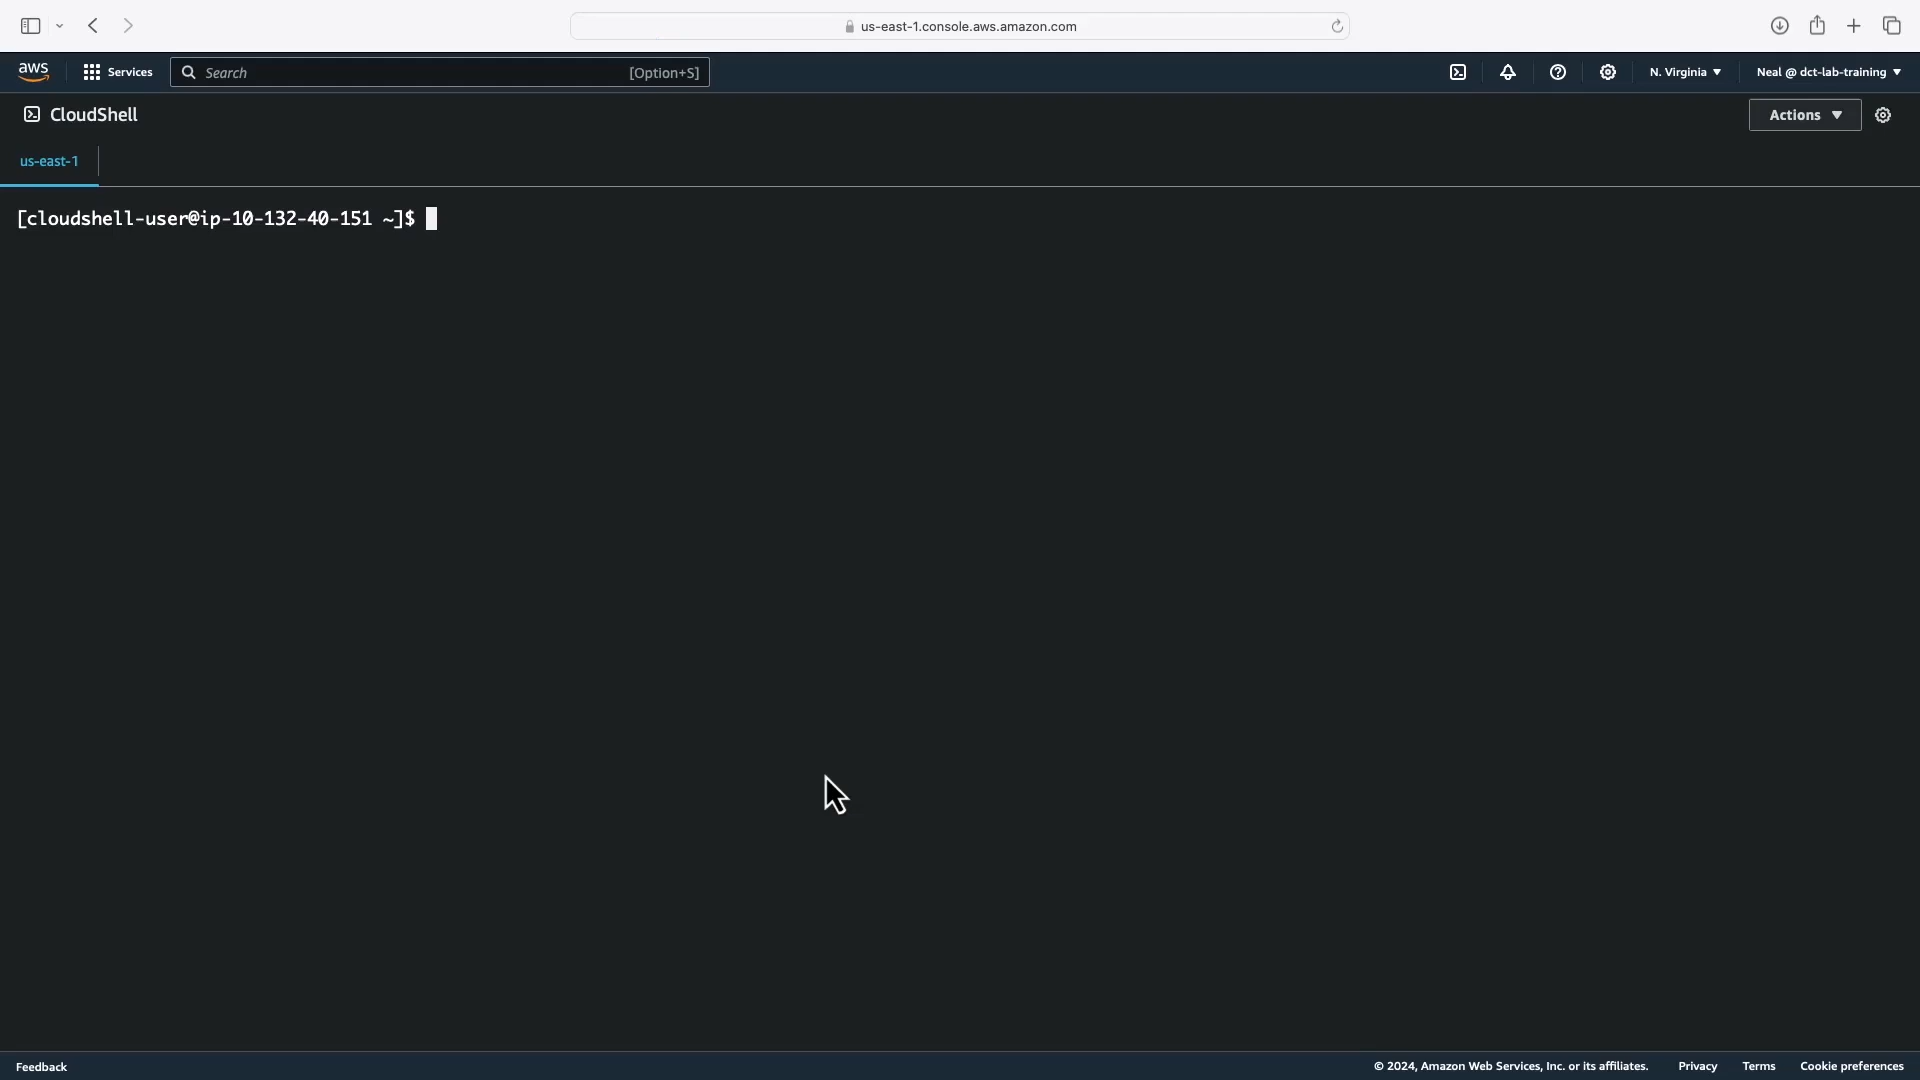 us-east-1.console.aws.amazon.com
aws
Services
Search
[Option+S]
N. Virginia
Neal @ dct-lab-training
CloudShell
Actions
us-east-1
[cloudshell-user@ip-10-132-40-151 ~]$
Feedback
© 2024, Amazon Web Services, Inc. or its affiliates.
Privacy
Terms
Cookie preferences